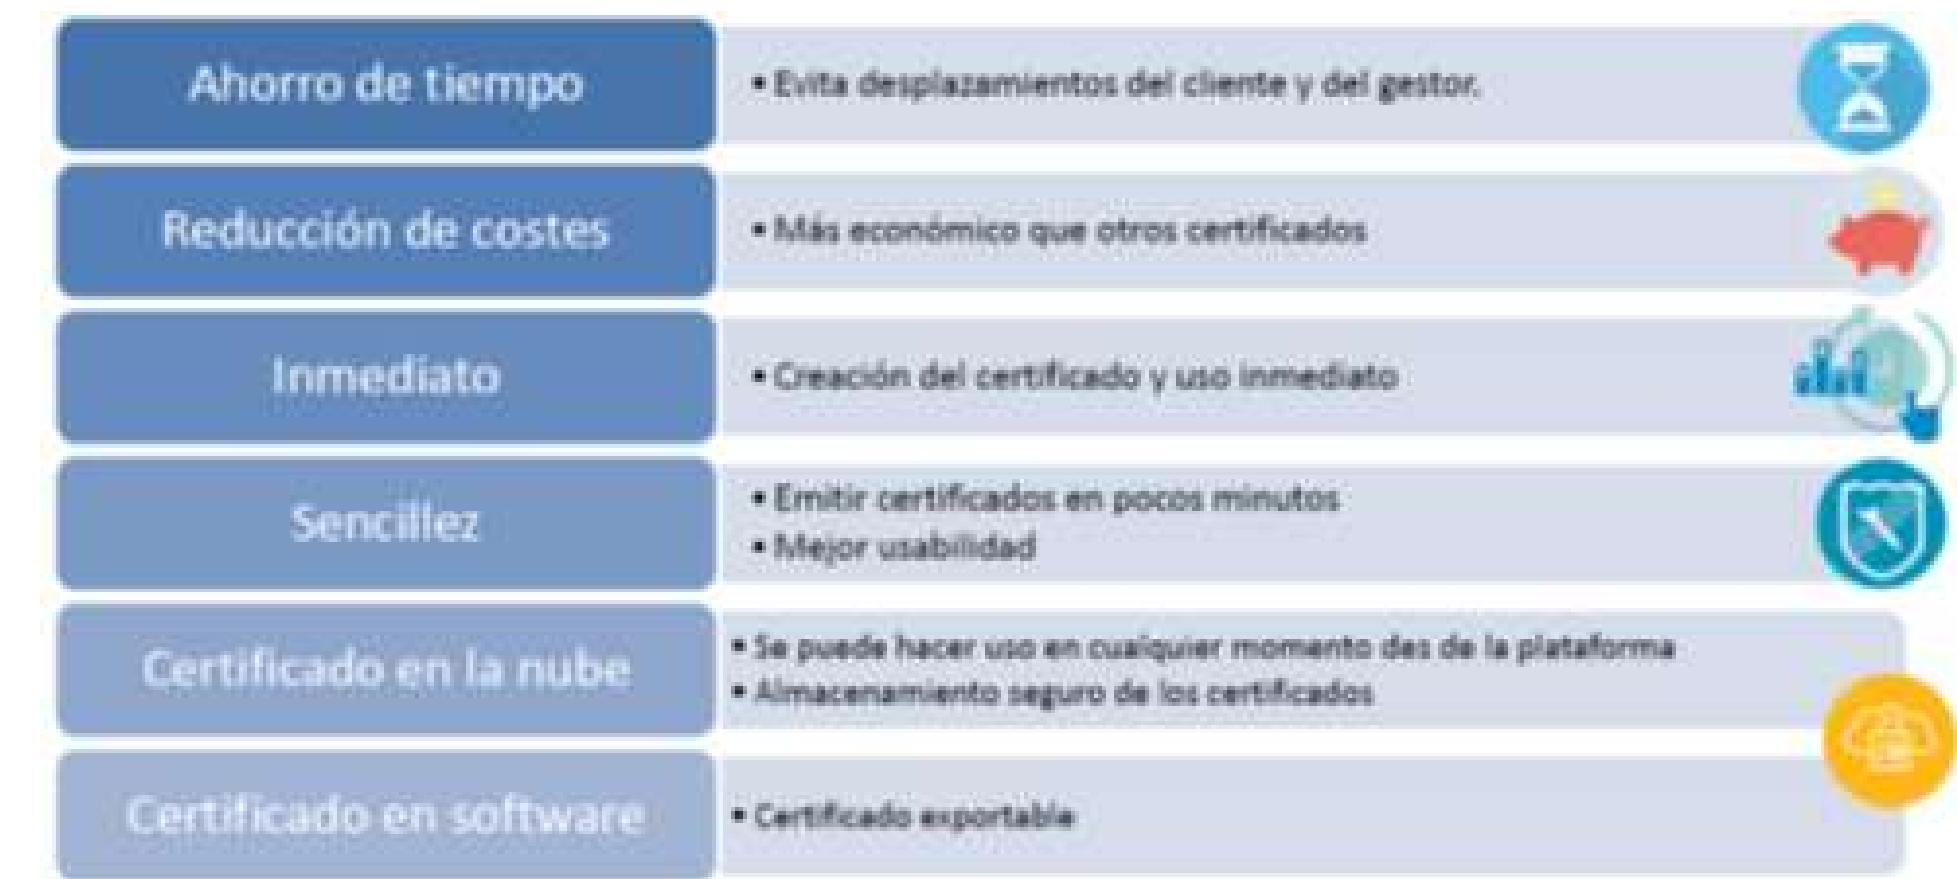 Ahorro de tiempo
• Evita desplazamientos del cliente y del gestor.
Reducción de costes
• Más económico que otros certificados
Inmediato
• Creación del certificado y uso inmediato
Sencillez
• Emitir certificados en pocos minutos
• Mejor usabilidad
Certificado en la nube
• Se puede hacer uso en cualquier momento des de la plataforma
• Almacenamiento seguro de los certificados
Certificado en software
• Certificado exportable